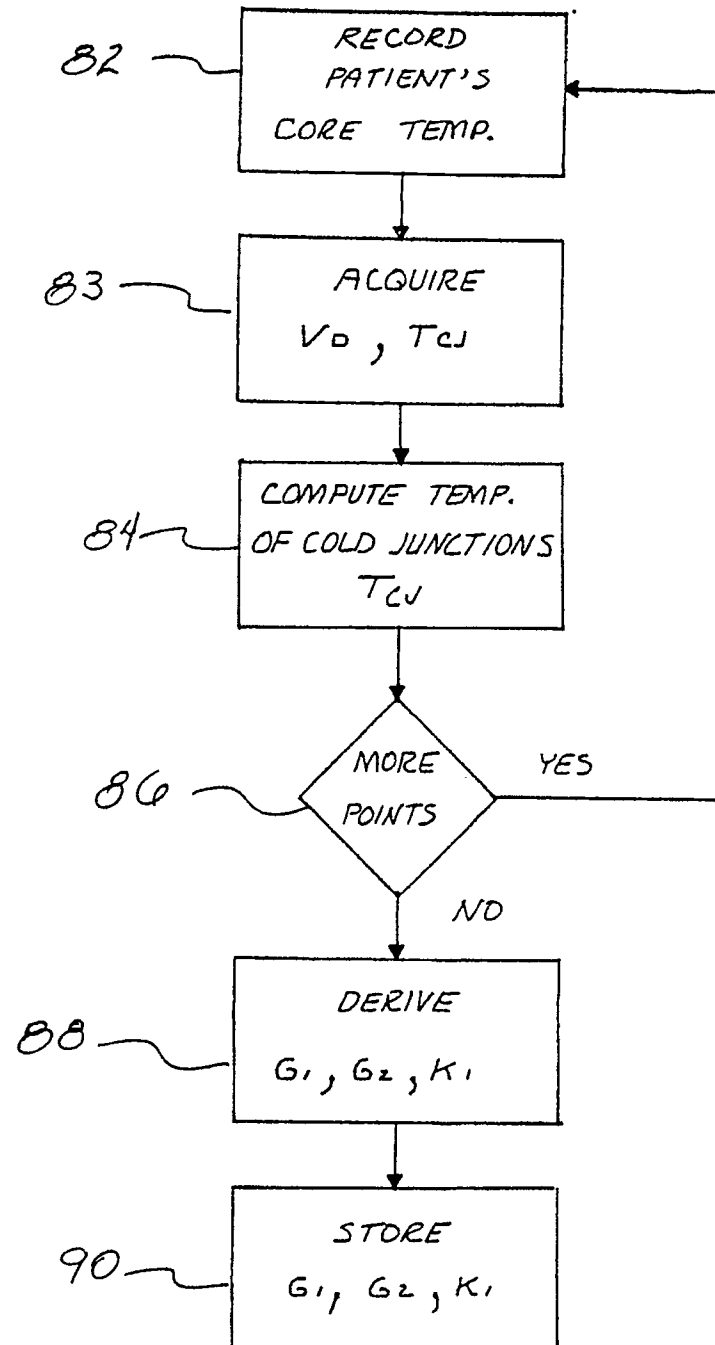 82
RECORD
PATIENT'S
CORE TEMP.
83
ACQUIRE
VD , TCJ
84
COMPUTE TEMP.
OF COLD JUNCTIONS
TCJ
86
MORE
POINTS
YES
NO
88
DERIVE
G1, G2, K1
90
STORE
G1, G2, K1